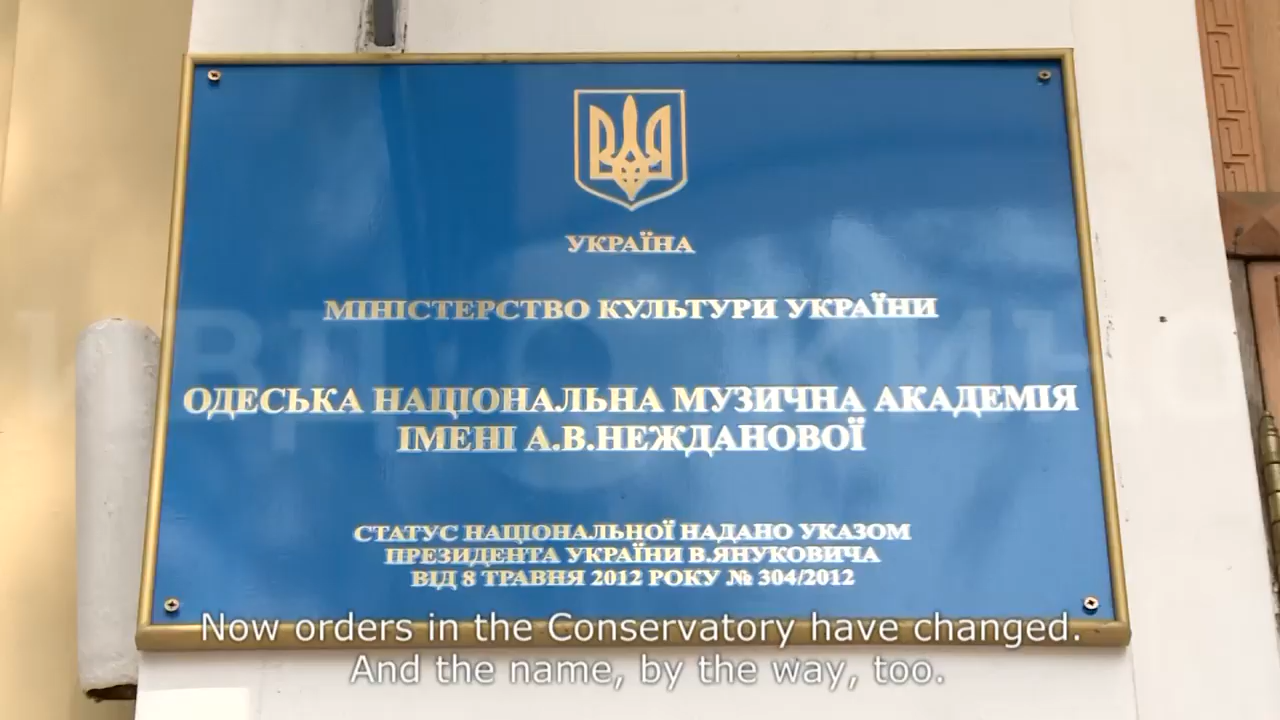 УКРАЇНА
МІНІСТЕРСТВО КУЛЬТУРИ УКРАЇНИ
ОДЕСЬКА НАЦІОНАЛЬНА МУЗИЧНА АКАДЕМІЯ
ІМЕНІ А.В.НЕЖДАНОВОЇ
СТАТУС НАЦІОНАЛЬНОЇ НАДАНО УКАЗОМ
ПРЕЗИДЕНТА УКРАЇНИ В.ЯНУКОВИЧА
ВІД 8 ТРАВНЯ 2012 РОКУ № 304/2012
Now orders in the Conservatory have changed.
And the name, by the way, too.